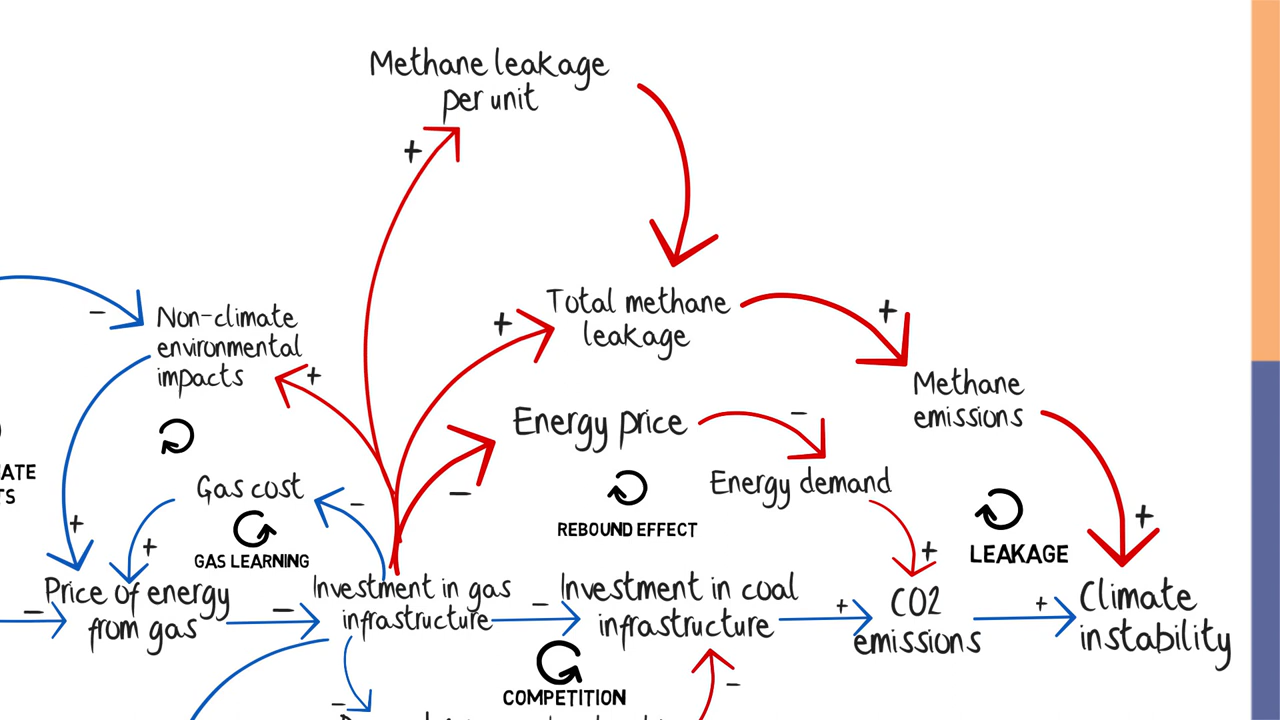 Methane leakage
per unit
+
Total methane
leakage
+
+
Non-climate
environmental
impacts
−
+
Methane
emissions
Energy price
−
−
Energy demand
Gas cost
−
+
+
GAS LEARNING
REBOUND EFFECT
LEAKAGE
+
+
Price of energy
from gas
−
−
Investment in gas
infrastructure
−
Investment in coal
infrastructure
+
CO2
emissions
+
Climate
instability
COMPETITION
−
−